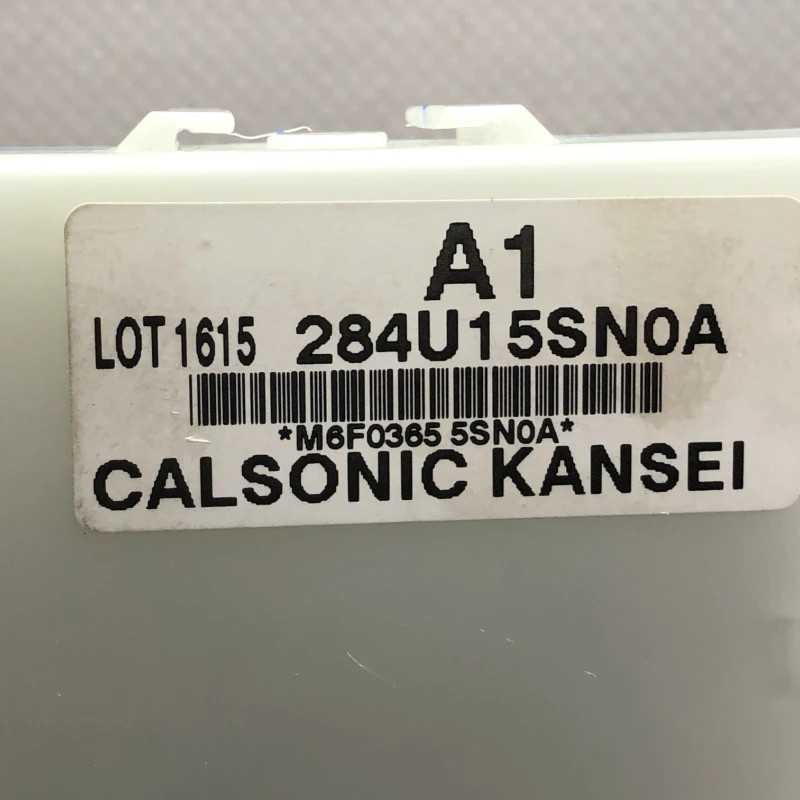 A1
LOT 1615 284U15SN0A
*M6F0365 5SN0A*
CALSONIC KANSEI